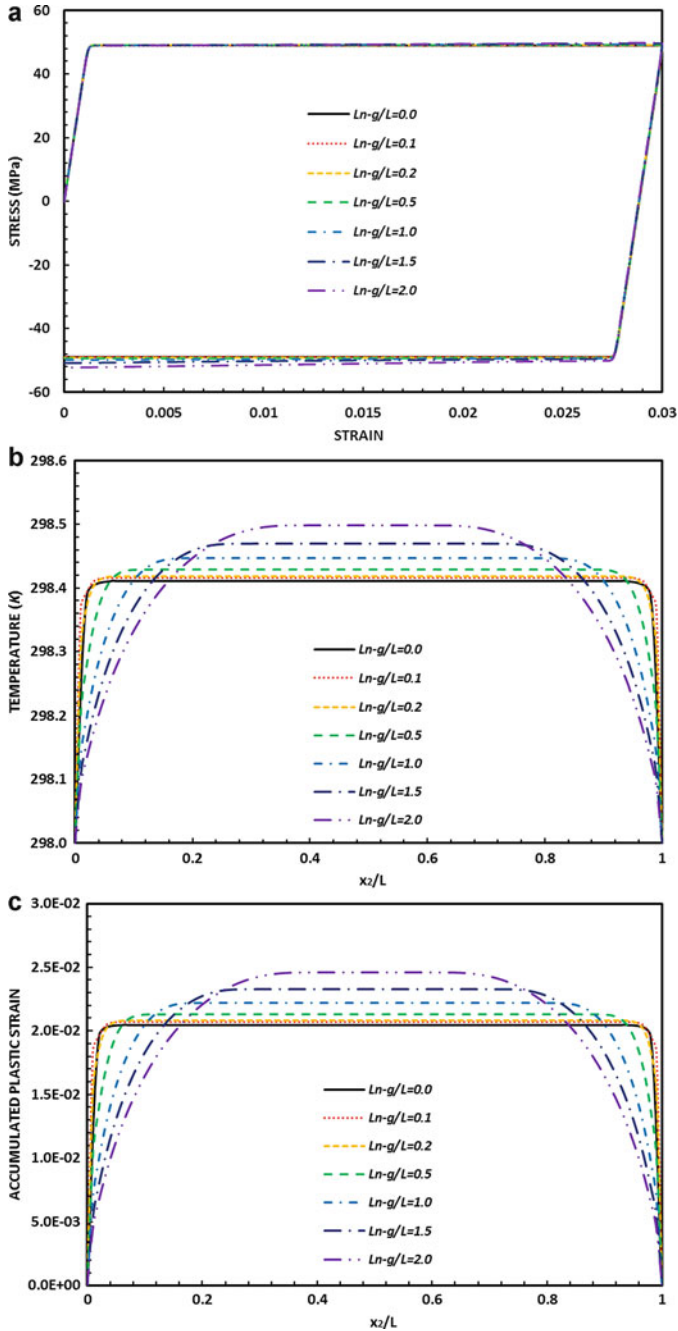 a
60
40
20
0
-20
-40
-60
STRESS (MPa)
Ln-g/L=0.0
Ln-g/L=0.1
Ln-g/L=0.2
Ln-g/L=0.5
Ln-g/L=1.0
Ln-g/L=1.5
Ln-g/L=2.0
0 0.005 0.01 0.015 0.02 0.025 0.03
STRAIN
b
298.6
298.5
298.4
298.3
298.2
298.1
298.0
TEMPERATURE (K)
Ln-g/L=0.0
Ln-g/L=0.1
Ln-g/L=0.2
Ln-g/L=0.5
Ln-g/L=1.0
Ln-g/L=1.5
Ln-g/L=2.0
0 0.2 0.4 0.6 0.8 1
x₂/L
c
3.0E-02
2.5E-02
2.0E-02
1.5E-02
1.0E-02
5.0E-03
0.0E+00
ACCUMULATED PLASTIC STRAIN
Ln-g/L=0.0
Ln-g/L=0.1
Ln-g/L=0.2
Ln-g/L=0.5
Ln-g/L=1.0
Ln-g/L=1.5
Ln-g/L=2.0
0 0.2 0.4 0.6 0.8 1
x₂/L